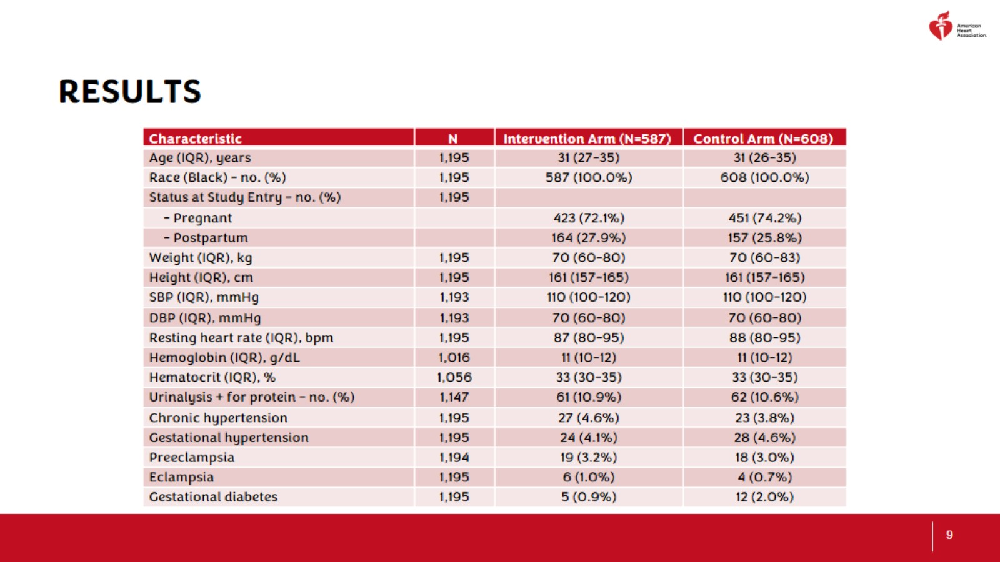 American
Heart
Association.
RESULTS
Characteristic N Intervention Arm (N=587) Control Arm (N=608)
Age (IQR), years 1,195 31 (27-35) 31 (26-35)
Race (Black) - no. (%) 1,195 587 (100.0%) 608 (100.0%)
Status at Study Entry - no. (%) 1,195
- Pregnant 423 (72.1%) 451 (74.2%)
- Postpartum 164 (27.9%) 157 (25.8%)
Weight (IQR), kg 1,195 70 (60-80) 70 (60-83)
Height (IQR), cm 1,195 161 (157-165) 161 (157-165)
SBP (IQR), mmHg 1,193 110 (100-120) 110 (100-120)
DBP (IQR), mmHg 1,193 70 (60-80) 70 (60-80)
Resting heart rate (IQR), bpm 1,195 87 (80-95) 88 (80-95)
Hemoglobin (IQR), g/dL 1,016 11 (10-12) 11 (10-12)
Hematocrit (IQR), % 1,056 33 (30-35) 33 (30-35)
Urinalysis + for protein - no. (%) 1,147 61 (10.9%) 62 (10.6%)
Chronic hypertension 1,195 27 (4.6%) 23 (3.8%)
Gestational hypertension 1,195 24 (4.1%) 28 (4.6%)
Preeclampsia 1,194 19 (3.2%) 18 (3.0%)
Eclampsia 1,195 6 (1.0%) 4 (0.7%)
Gestational diabetes 1,195 5 (0.9%) 12 (2.0%)
9